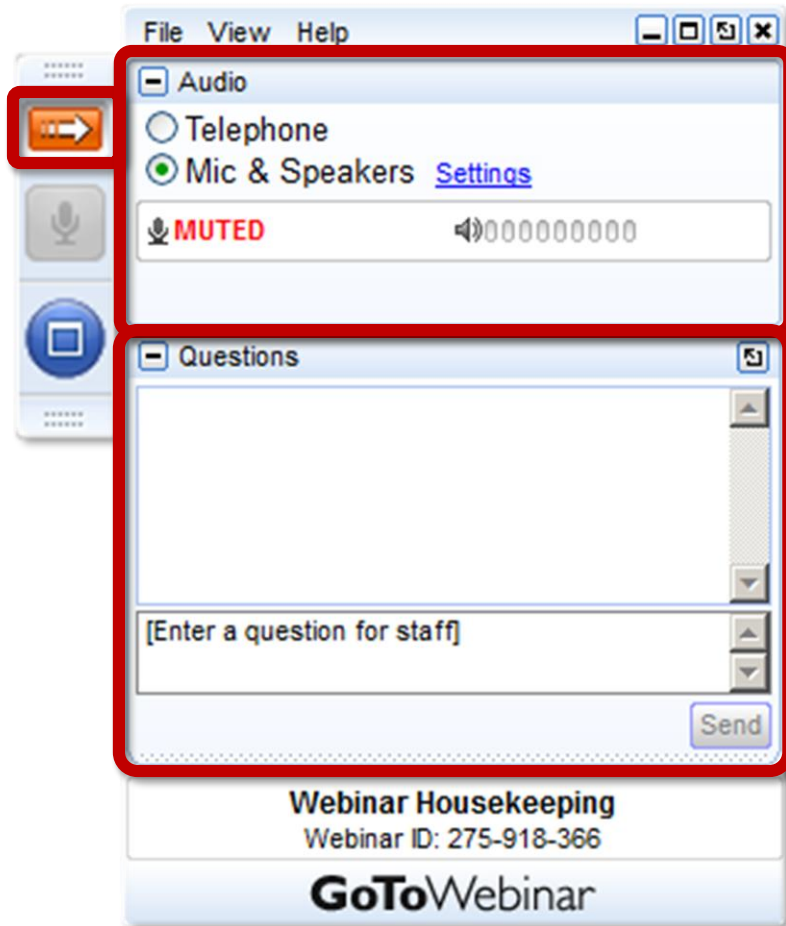 File View Help
Audio
Telephone
Mic & Speakers Settings
MUTED
Questions
[Enter a question for staff]
Send
Webinar Housekeeping
Webinar ID: 275-918-366
GoToWebinar